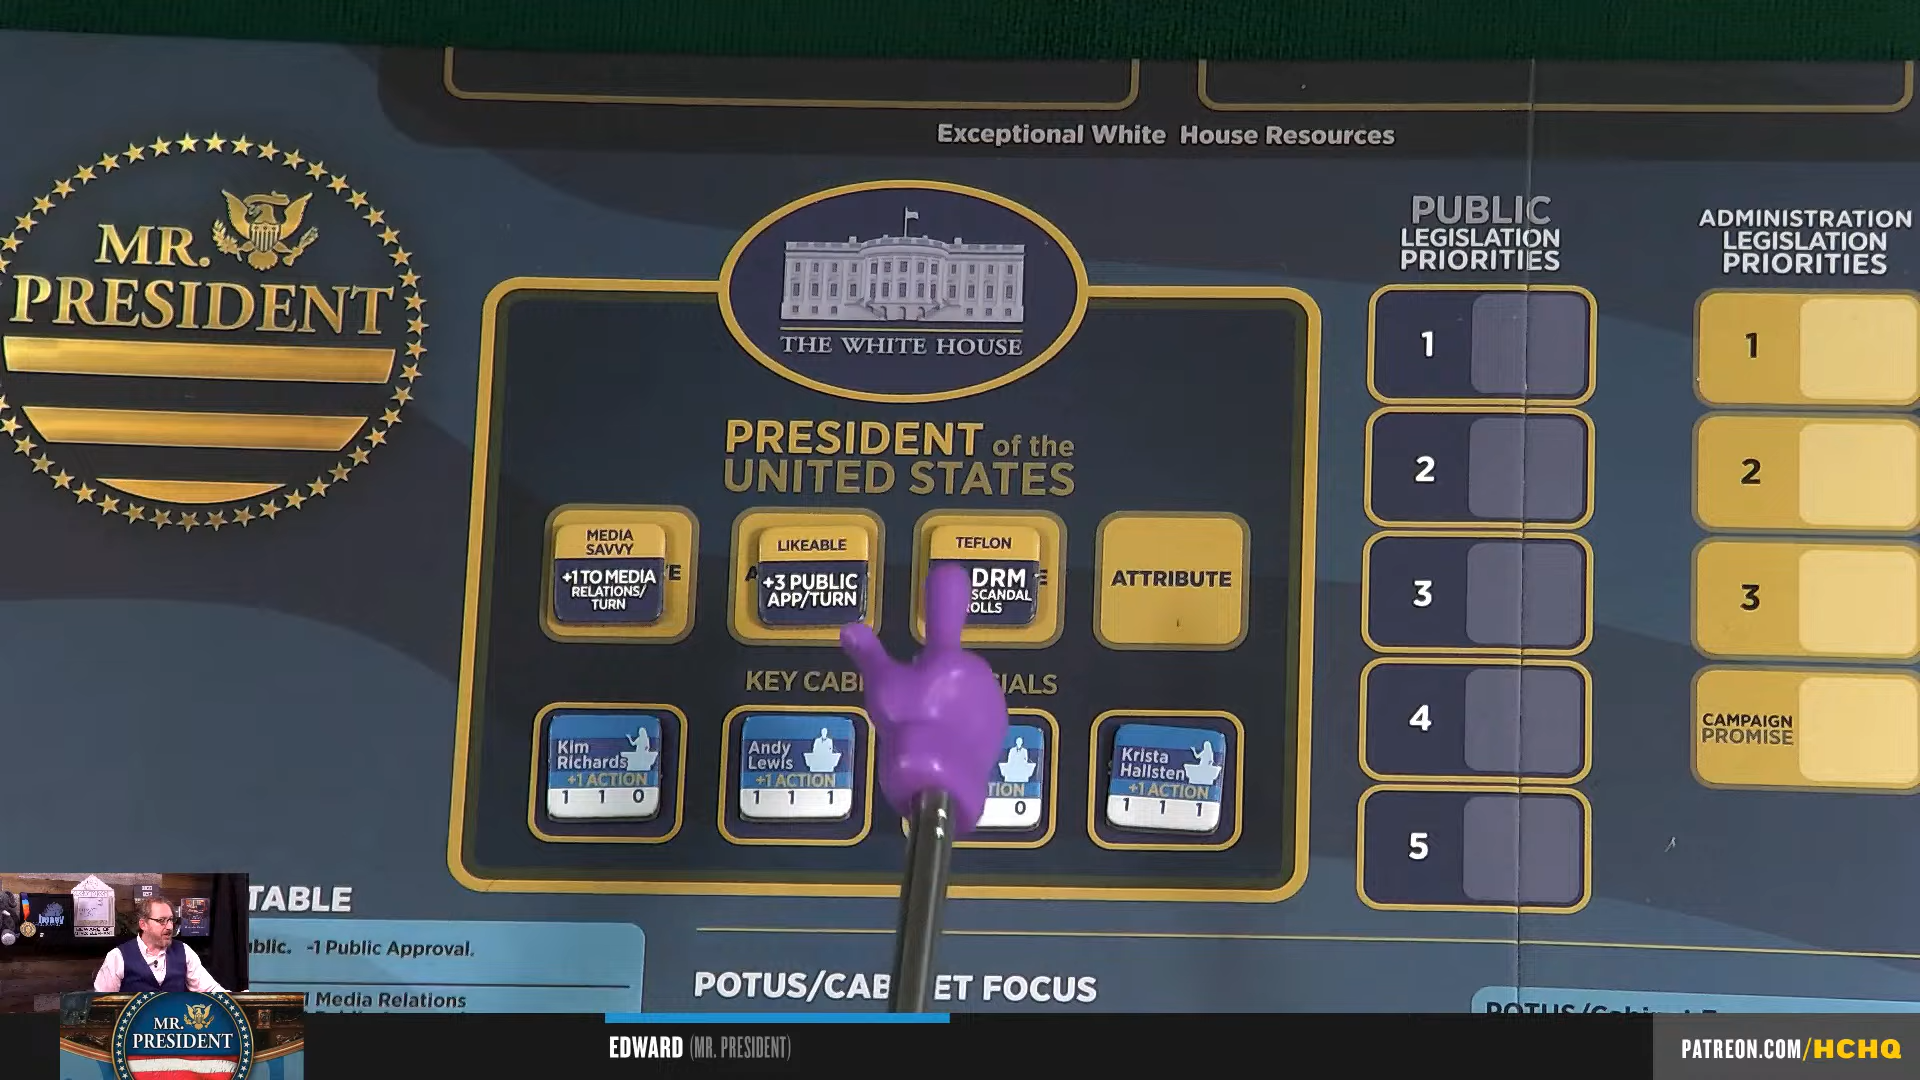 Exceptional White House Resources
MR.
PRESIDENT
THE WHITE HOUSE
PRESIDENT of the
UNITED STATES
MEDIA
SAVVY
+1 TO MEDIA
RELATIONS/
TURN
LIKEABLE
+3 PUBLIC
APP/TURN
TEFLON
DRM
SCANDAL
ATTRIBUTE
KEY
Kim
Richards
+1 ACTION
1 1 0
Andy
Lewis
+1 ACTION
1 1 1
0
Krista
Hallsten
+1 ACTION
1 1 1
PUBLIC
LEGISLATION
PRIORITIES
1
2
3
4
5
ADMINISTRATION
LEGISLATION
PRIORITIES
1
2
3
CAMPAIGN
PROMISE
TABLE
-1 Public Approval.
Media Relations
POTUS/CABINET FOCUS
MR.
PRESIDENT
EDWARD (MR. PRESIDENT)
PATREON.COM/HCHQ